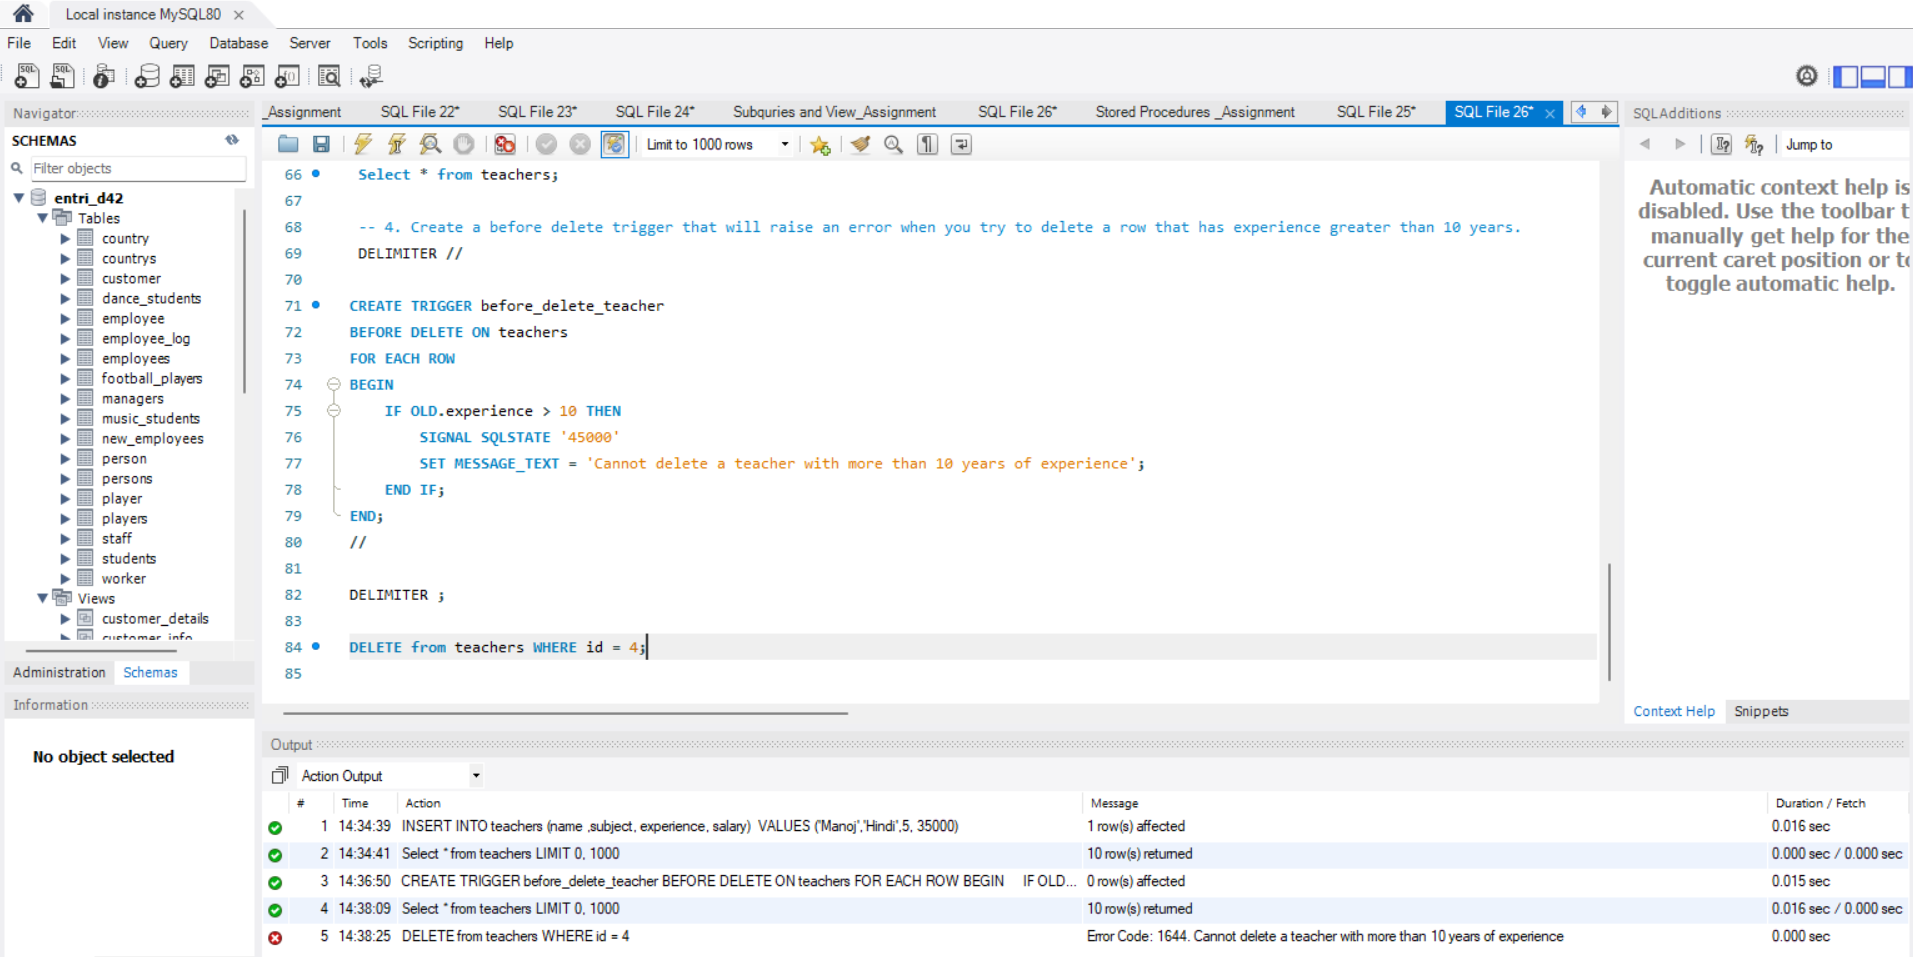 Local instance MySQL80
File Edit View Query Database Server Tools Scripting Help
Navigator
SCHEMAS
Filter objects
entri_d42
Tables
country
countrys
customer
dance_students
employee
employee_log
employees
football_players
managers
music_students
new_employees
person
persons
player
players
staff
students
worker
Views
customer_details
customer_info
Administration Schemas
Information
No object selected
_Assignment SQL File 22* SQL File 23* SQL File 24* Subquries and View_Assignment SQL File 26* Stored Procedures _Assignment SQL File 25* SQL File 26*
Limit to 1000 rows
66 Select * from teachers;
67
68 -- 4. Create a before delete trigger that will raise an error when you try to delete a row that has experience greater than 10 years.
69 DELIMITER //
70
71 CREATE TRIGGER before_delete_teacher
72 BEFORE DELETE ON teachers
73 FOR EACH ROW
74 BEGIN
75 IF OLD.experience > 10 THEN
76 SIGNAL SQLSTATE '45000'
77 SET MESSAGE_TEXT = 'Cannot delete a teacher with more than 10 years of experience';
78 END IF;
79 END;
80 //
81
82 DELIMITER ;
83
84 DELETE from teachers WHERE id = 4;
85
SQLAdditions
Jump to
Automatic context help is
disabled. Use the toolbar t
manually get help for the
current caret position or to
toggle automatic help.
Context Help Snippets
Output
Action Output
# Time Action Message Duration / Fetch
1 14:34:39 INSERT INTO teachers (name ,subject, experience, salary) VALUES ('Manoj','Hindi',5, 35000) 1 row(s) affected 0.016 sec
2 14:34:41 Select * from teachers LIMIT 0, 1000 10 row(s) returned 0.000 sec / 0.000 sec
3 14:36:50 CREATE TRIGGER before_delete_teacher BEFORE DELETE ON teachers FOR EACH ROW BEGIN IF OLD... 0 row(s) affected 0.015 sec
4 14:38:09 Select * from teachers LIMIT 0, 1000 10 row(s) returned 0.016 sec / 0.000 sec
5 14:38:25 DELETE from teachers WHERE id = 4 Error Code: 1644. Cannot delete a teacher with more than 10 years of experience 0.000 sec